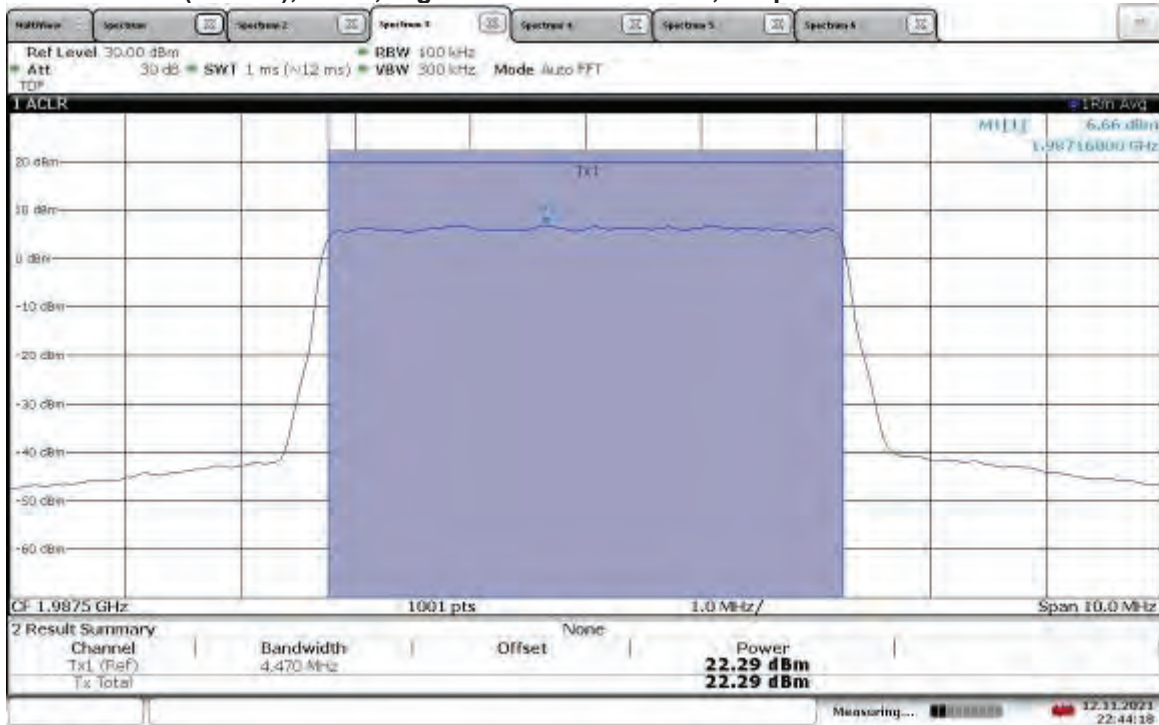 MultiView Spectrum Spectrum 2 Spectrum 3 Spectrum 4 Spectrum 5 Spectrum 6
Ref Level 30.00 dBm RBW 100 kHz
Att 30 dB SWT 1 ms (~12 ms) VBW 300 kHz Mode Auto FFT
TDF
1 ACLR 1Rm Avg
M1[1] 6.66 dBm
1.98716800 GHz
20 dBm
Tx1
10 dBm
M1
0 dBm
-10 dBm
-20 dBm
-30 dBm
-40 dBm
-50 dBm
-60 dBm
CF 1.9875 GHz 1001 pts 1.0 MHz/ Span 10.0 MHz
2 Result Summary None
Channel Bandwidth Offset Power
Tx1 (Ref) 4.470 MHz 22.29 dBm
Tx Total 22.29 dBm
Measuring... 12.11.2021
22:44:18